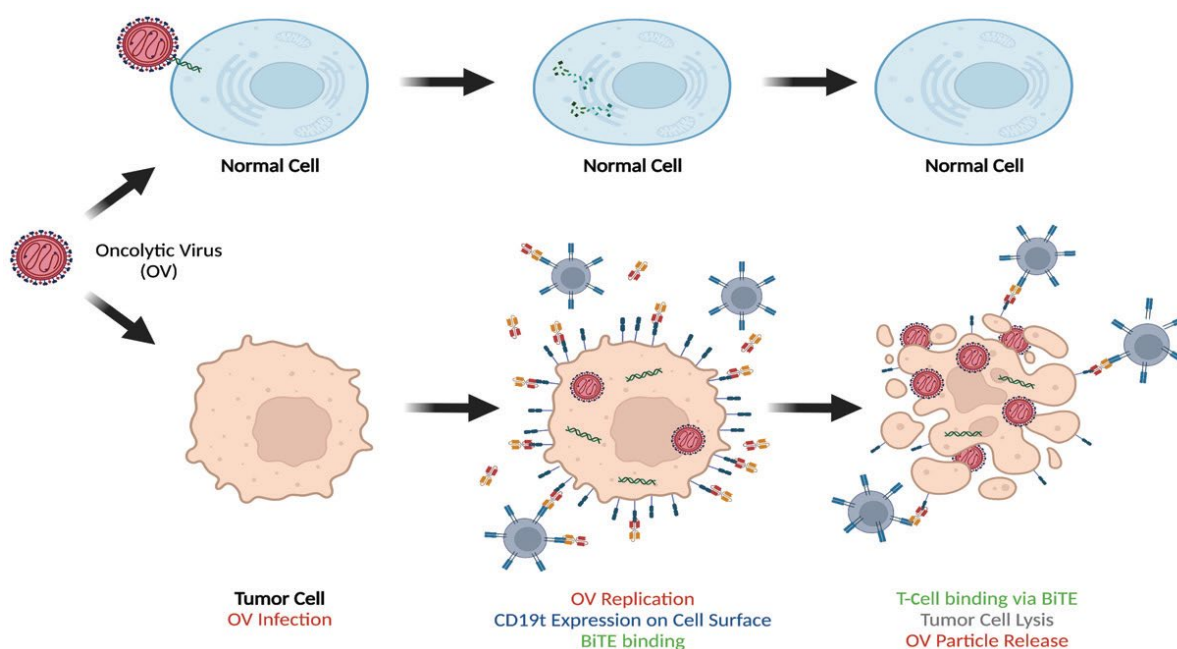 Normal Cell
Normal Cell
Normal Cell
Oncolytic Virus
(OV)
Tumor Cell
OV Infection
OV Replication
CD19t Expression on Cell Surface
BiTE binding
T-Cell binding via BiTE
Tumor Cell Lysis
OV Particle Release